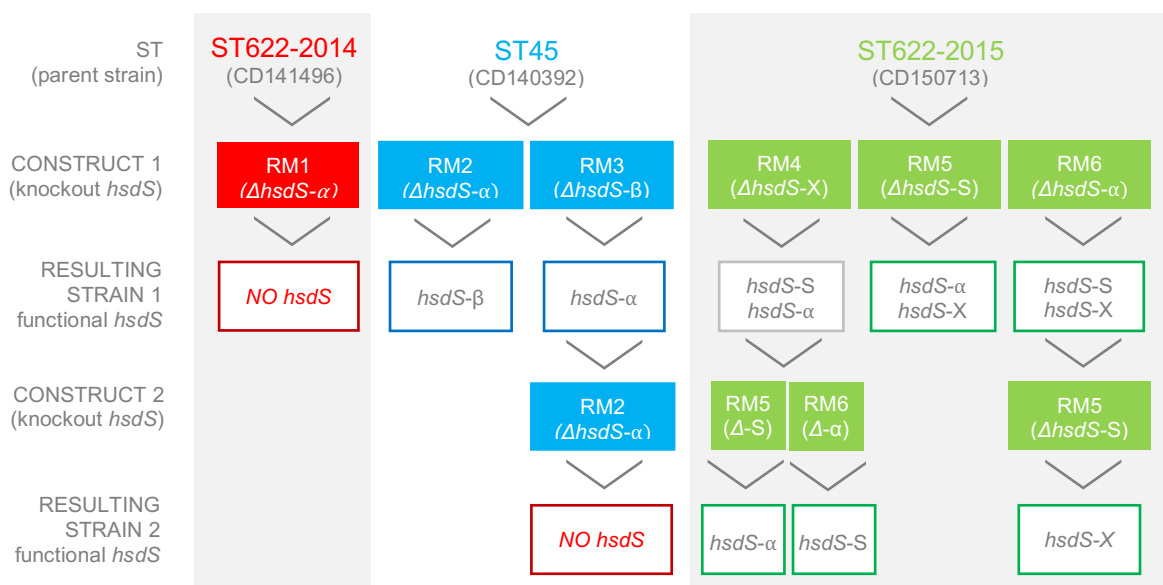 ST
(parent strain)
ST622-2014
(CD141496)
ST45
(CD140392)
ST622-2015
(CD150713)
CONSTRUCT 1
(knockout hsdS)
RM1
(ΔhsdS-α)
RM2
(ΔhsdS-α)
RM3
(ΔhsdS-β)
RM4
(ΔhsdS-X)
RM5
(ΔhsdS-S)
RM6
(ΔhsdS-α)
RESULTING
STRAIN 1
functional hsdS
NO hsdS
hsdS-β
hsdS-α
hsdS-S
hsdS-α
hsdS-α
hsdS-X
hsdS-S
hsdS-X
CONSTRUCT 2
(knockout hsdS)
RM2
(ΔhsdS-α)
RM5
(Δ-S)
RM6
(Δ-α)
RM5
(ΔhsdS-S)
RESULTING
STRAIN 2
functional hsdS
NO hsdS
hsdS-α
hsdS-S
hsdS-X